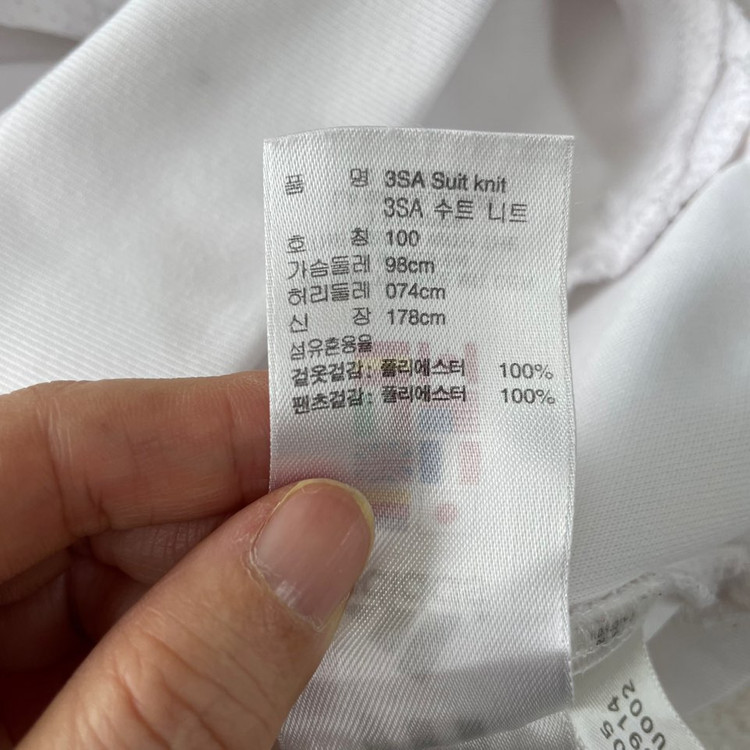 품 명 3SA Suit knit
3SA 수트 니트
호 칭 100
가슴둘레 98cm
허리둘레 074cm
신 장 178cm
섬유혼용율
겉옷겉감: 폴리에스터 100%
팬츠겉감: 폴리에스터 100%